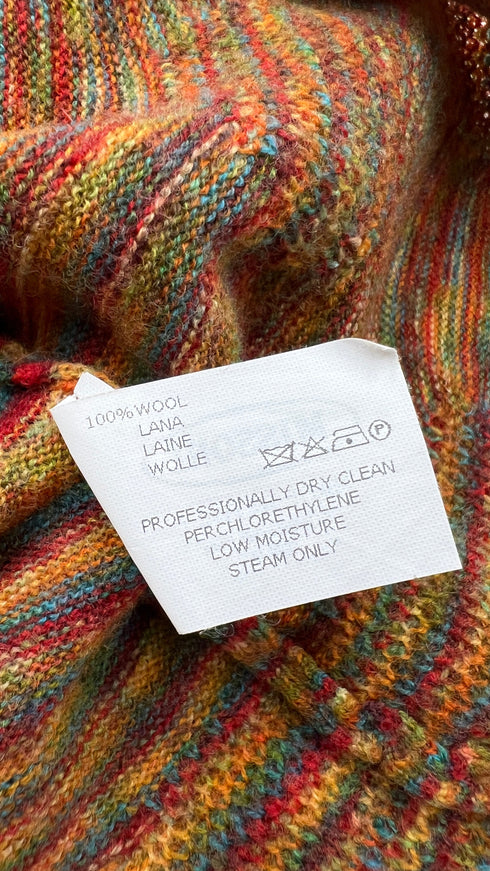 100% WOOL
LANA
LAINE
WOLLE
P
PROFESSIONALLY DRY CLEAN
PERCHLORETHYLENE
LOW MOISTURE
STEAM ONLY